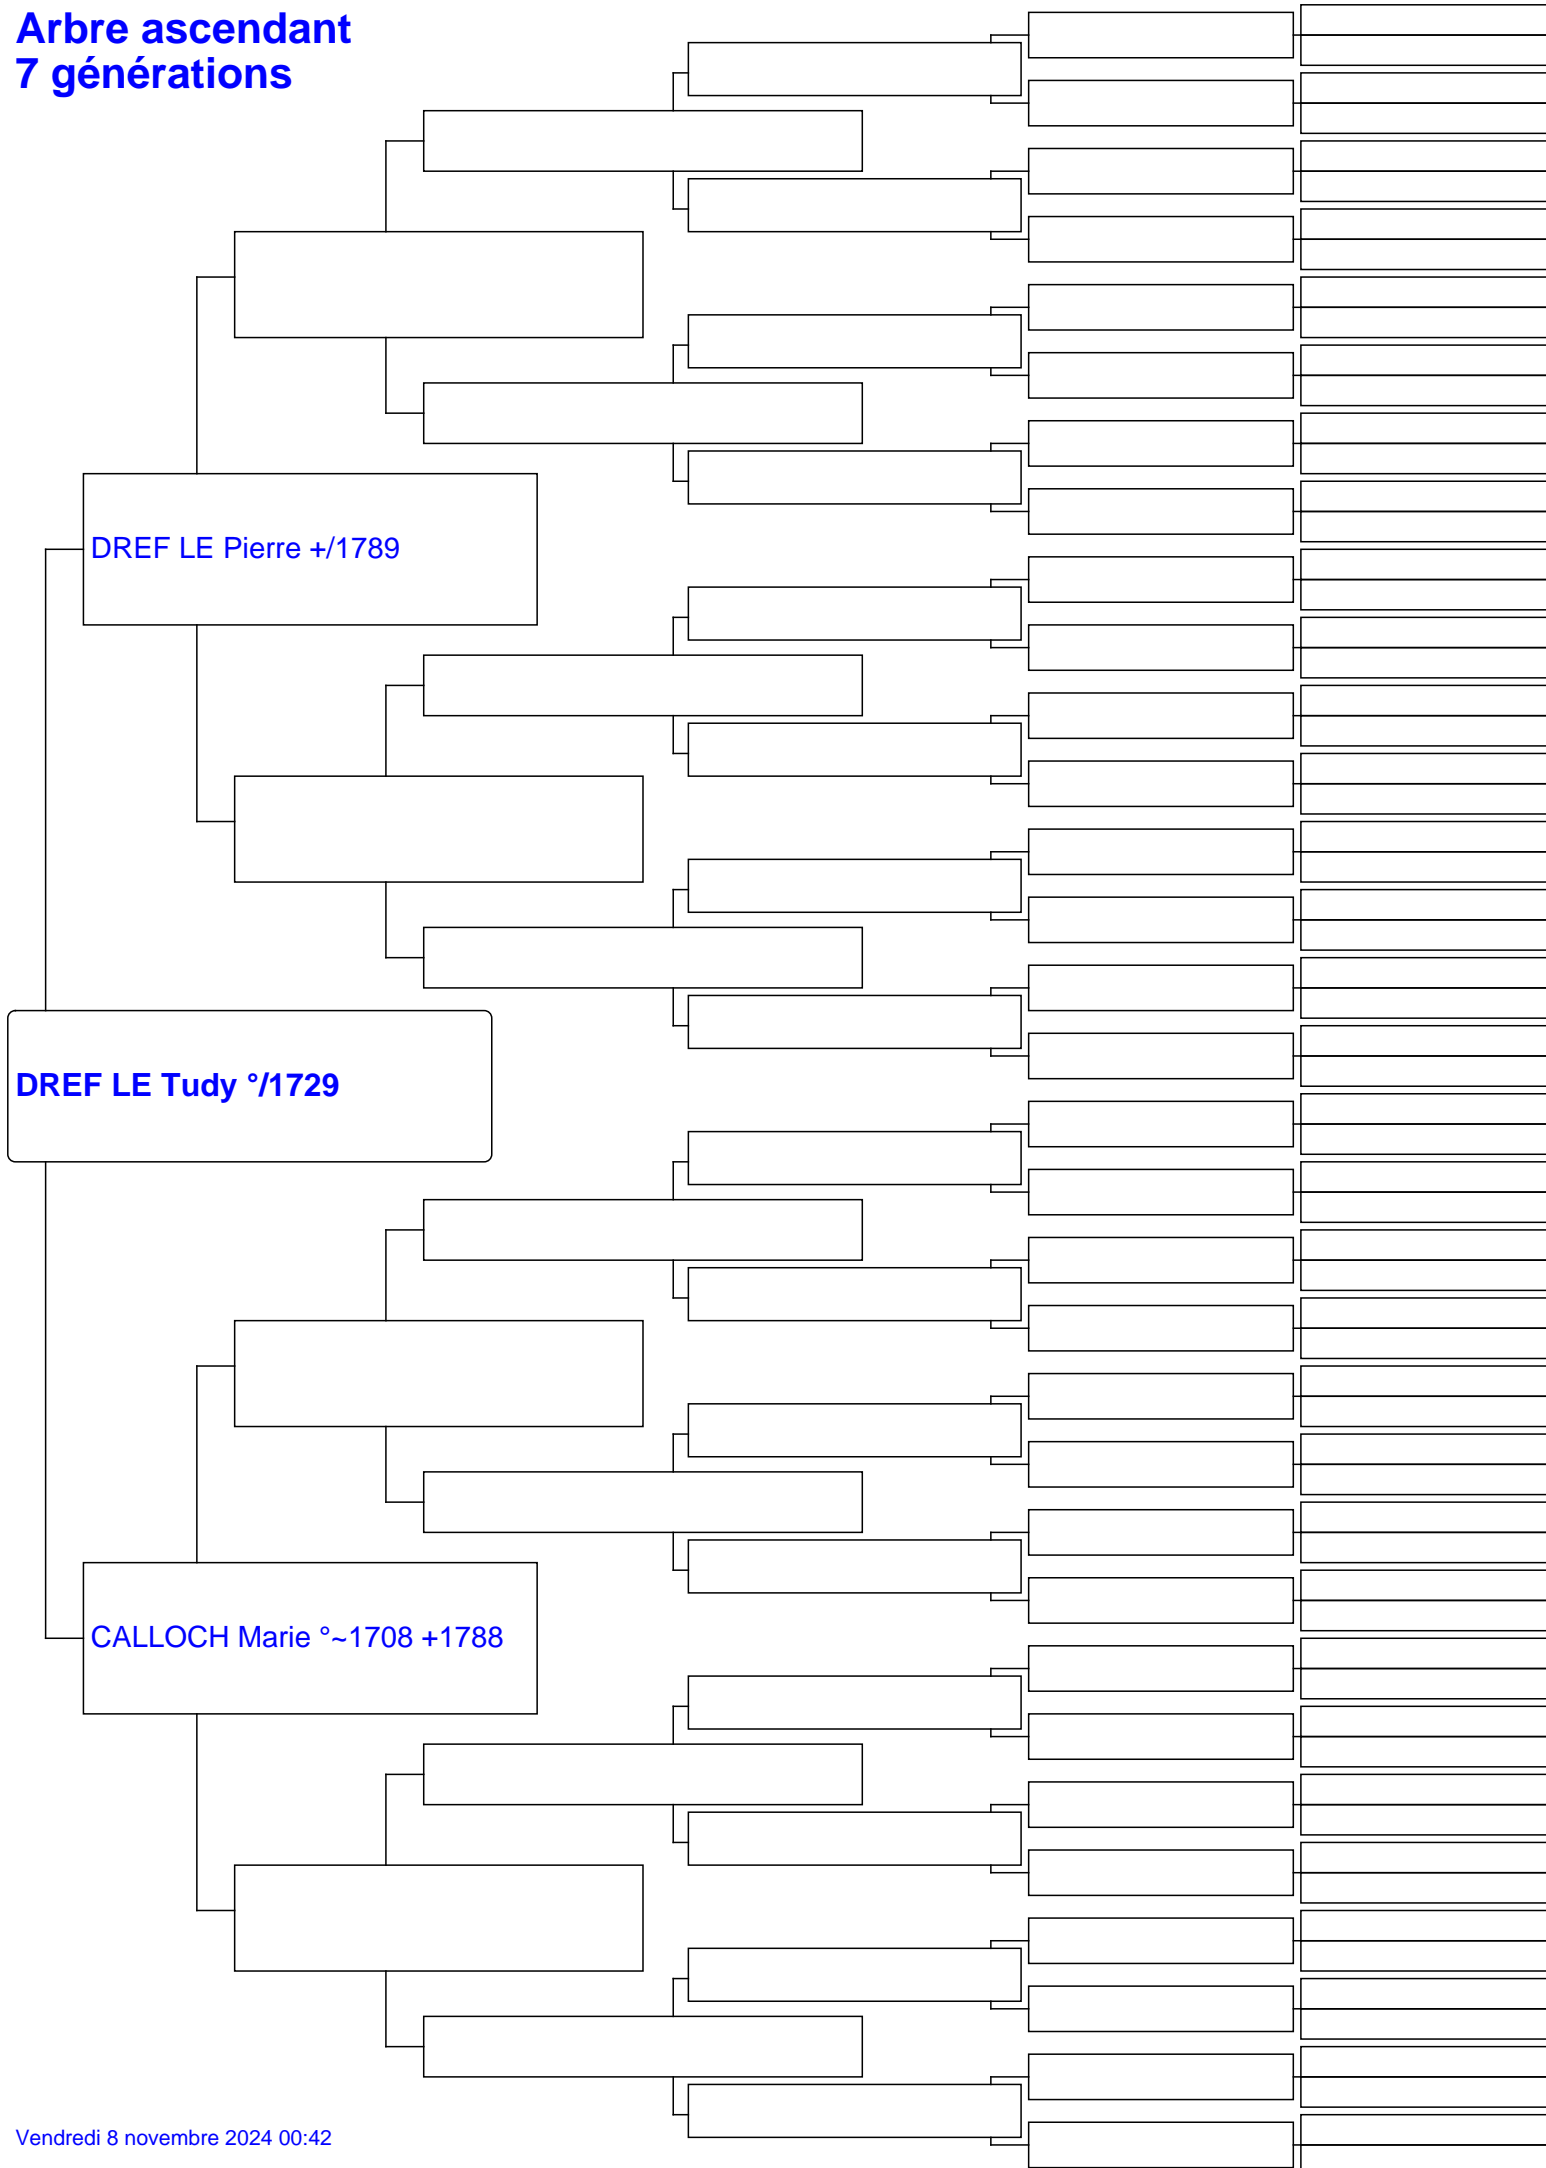 Arbre ascendant
7 générations
DREF LE Pierre +/1789
DREF LE Tudy °/1729
CALLOCH Marie °~1708 +1788
Vendredi 8 novembre 2024 00:42